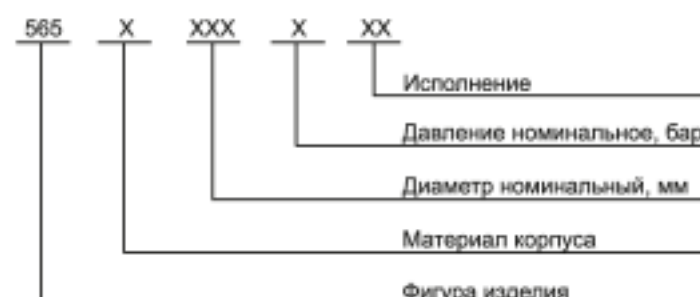 565 X XXX X XX
Исполнение
Давление номинальное, бар
Диаметр номинальный, мм
Материал корпуса
Фигура изделия